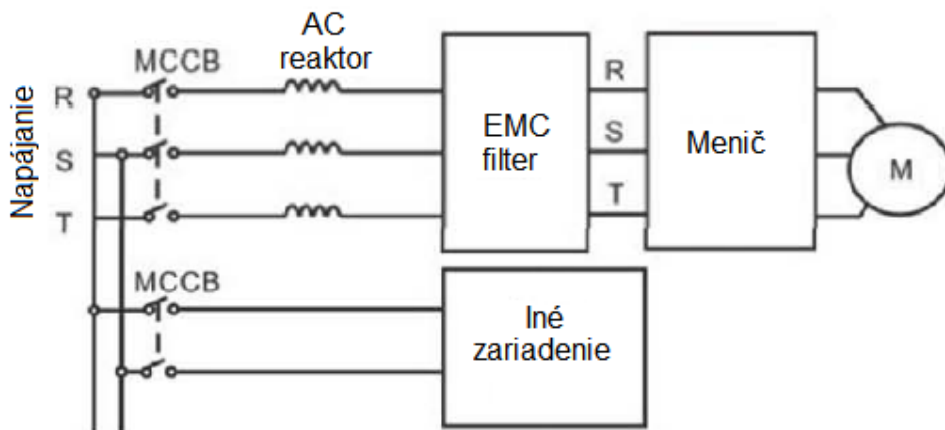 AC
reaktor
MCCB
Napájanie
R
S
T
EMC
filter
R
S
T
Menič
M
MCCB
Iné
zariadenie